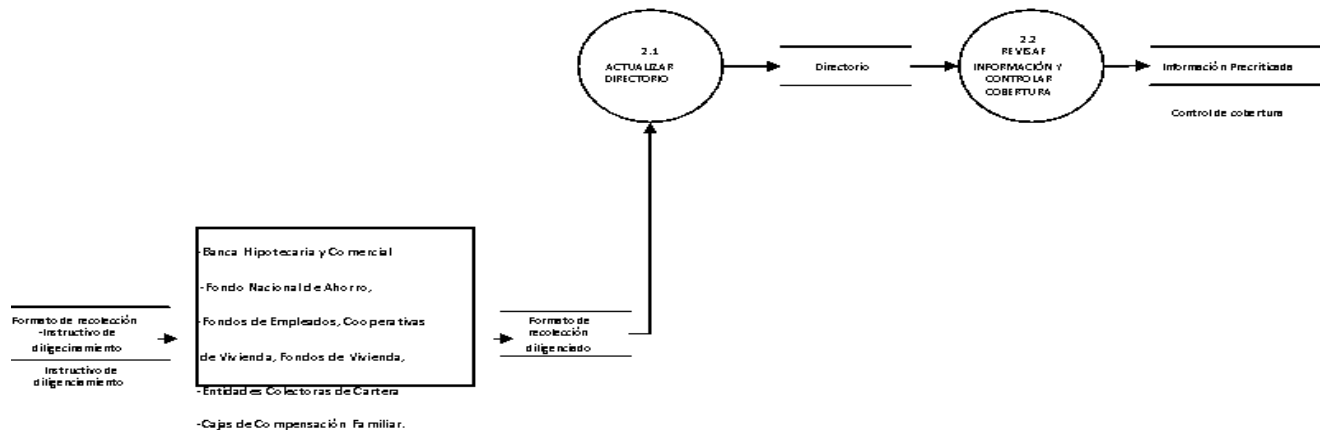 2.1
ACTUALIZAR
DIRECTORIO
Directorio
2.2
REVISAF
INFORMACIÓN Y
CONTROLAR
COBERTURA
Información Precriticada
Control de cobertura
-Banca Hipotecaria y Comercial
-Fondo Nacional de Ahorro,
-Fondos de Empleados, Cooperativas
de Vivienda, Fondos de Vivienda,
-Entidades Colectoras de Cartera
-Cajas de Compensación Familiar.
Formato de recolección
-Instructivo de
diligecinamiento
Instructivo de
diligenciamiento
Formato de
recolección
diligenciado